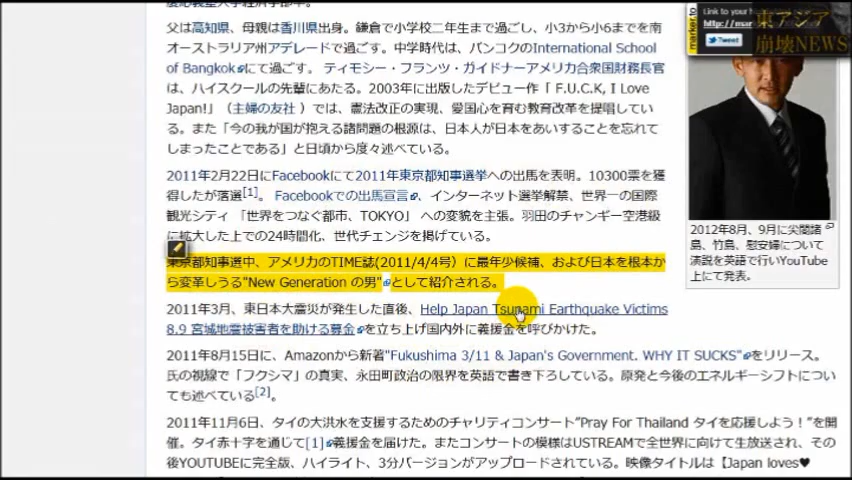 父は高知県、母親は香川県出身。鎌倉で小学校二年生まで過ごし、小3から小6までを南
オーストラリア州アデレードで過ごす。中学時代は、バンコクのInternational School
of Bangkokにて過ごす。 ティモシー・フランツ・ガイドナーアメリカ合衆国財務長官
は、ハイスクールの先輩にあたる。2003年に出版したデビュー作「 F.U.C.K, I Love
Japan!」（主婦の友社 ）では、憲法改正の実現、愛国心を育む教育改革を提唱してい
る。また「今の我が国が抱える諸問題の根源は、日本人が日本をあいすることを忘れて
しまったことである」と日頃から度々述べている。
2011年2月22日にFacebookにて2011年東京都知事選挙への出馬を表明。10300票を獲
得したが落選[1]。 Facebookでの出馬宣言、インターネット選挙解禁、世界一の国際
観光シティ 「世界をつなぐ都市、TOKYO」 への変貌を主張。羽田のチャンギー空港級
に拡大した上での24時間化、世代チェンジを掲げている。
東京都知事選中、アメリカのTIME誌(2011/4/4号）に最年少候補、および日本を根本か
ら変革しうる"New Generation の男"として紹介される。
2011年3月、東日本大震災が発生した直後、Help Japan Tsunami Earthquake Victims
8.9 宮城地震被害者を助ける募金を立ち上げ国内外に義援金を呼びかけた。
2011年8月15日に、Amazonから新著"Fukushima 3/11 & Japan's Government. WHY IT SUCKS"をリリース。
氏の視線で「フクシマ」の真実、永田町政治の限界を英語で書き下ろしている。原発と今後のエネルギーシフトについ
ても述べている[2]。
2011年11月6日、タイの大洪水を支援するためのチャリティコンサート"Pray For Thailand タイを応援しよう！"を開
催。タイ赤十字を通じて[1]義援金を届けた。またコンサートの模様はUSTREAMで全世界に向けて生放送され、その
後YOUTUBEに完全版、ハイライト、3分バージョンがアップロードされている。映像タイトルは【Japan loves♥
marker.to
Link to your
http://mar
Tweet
東アジア
崩壊NEWS
2012年8月、9月に尖閣諸
島、竹島、慰安婦について
演説を英語で行いYouTube
上にて発表。